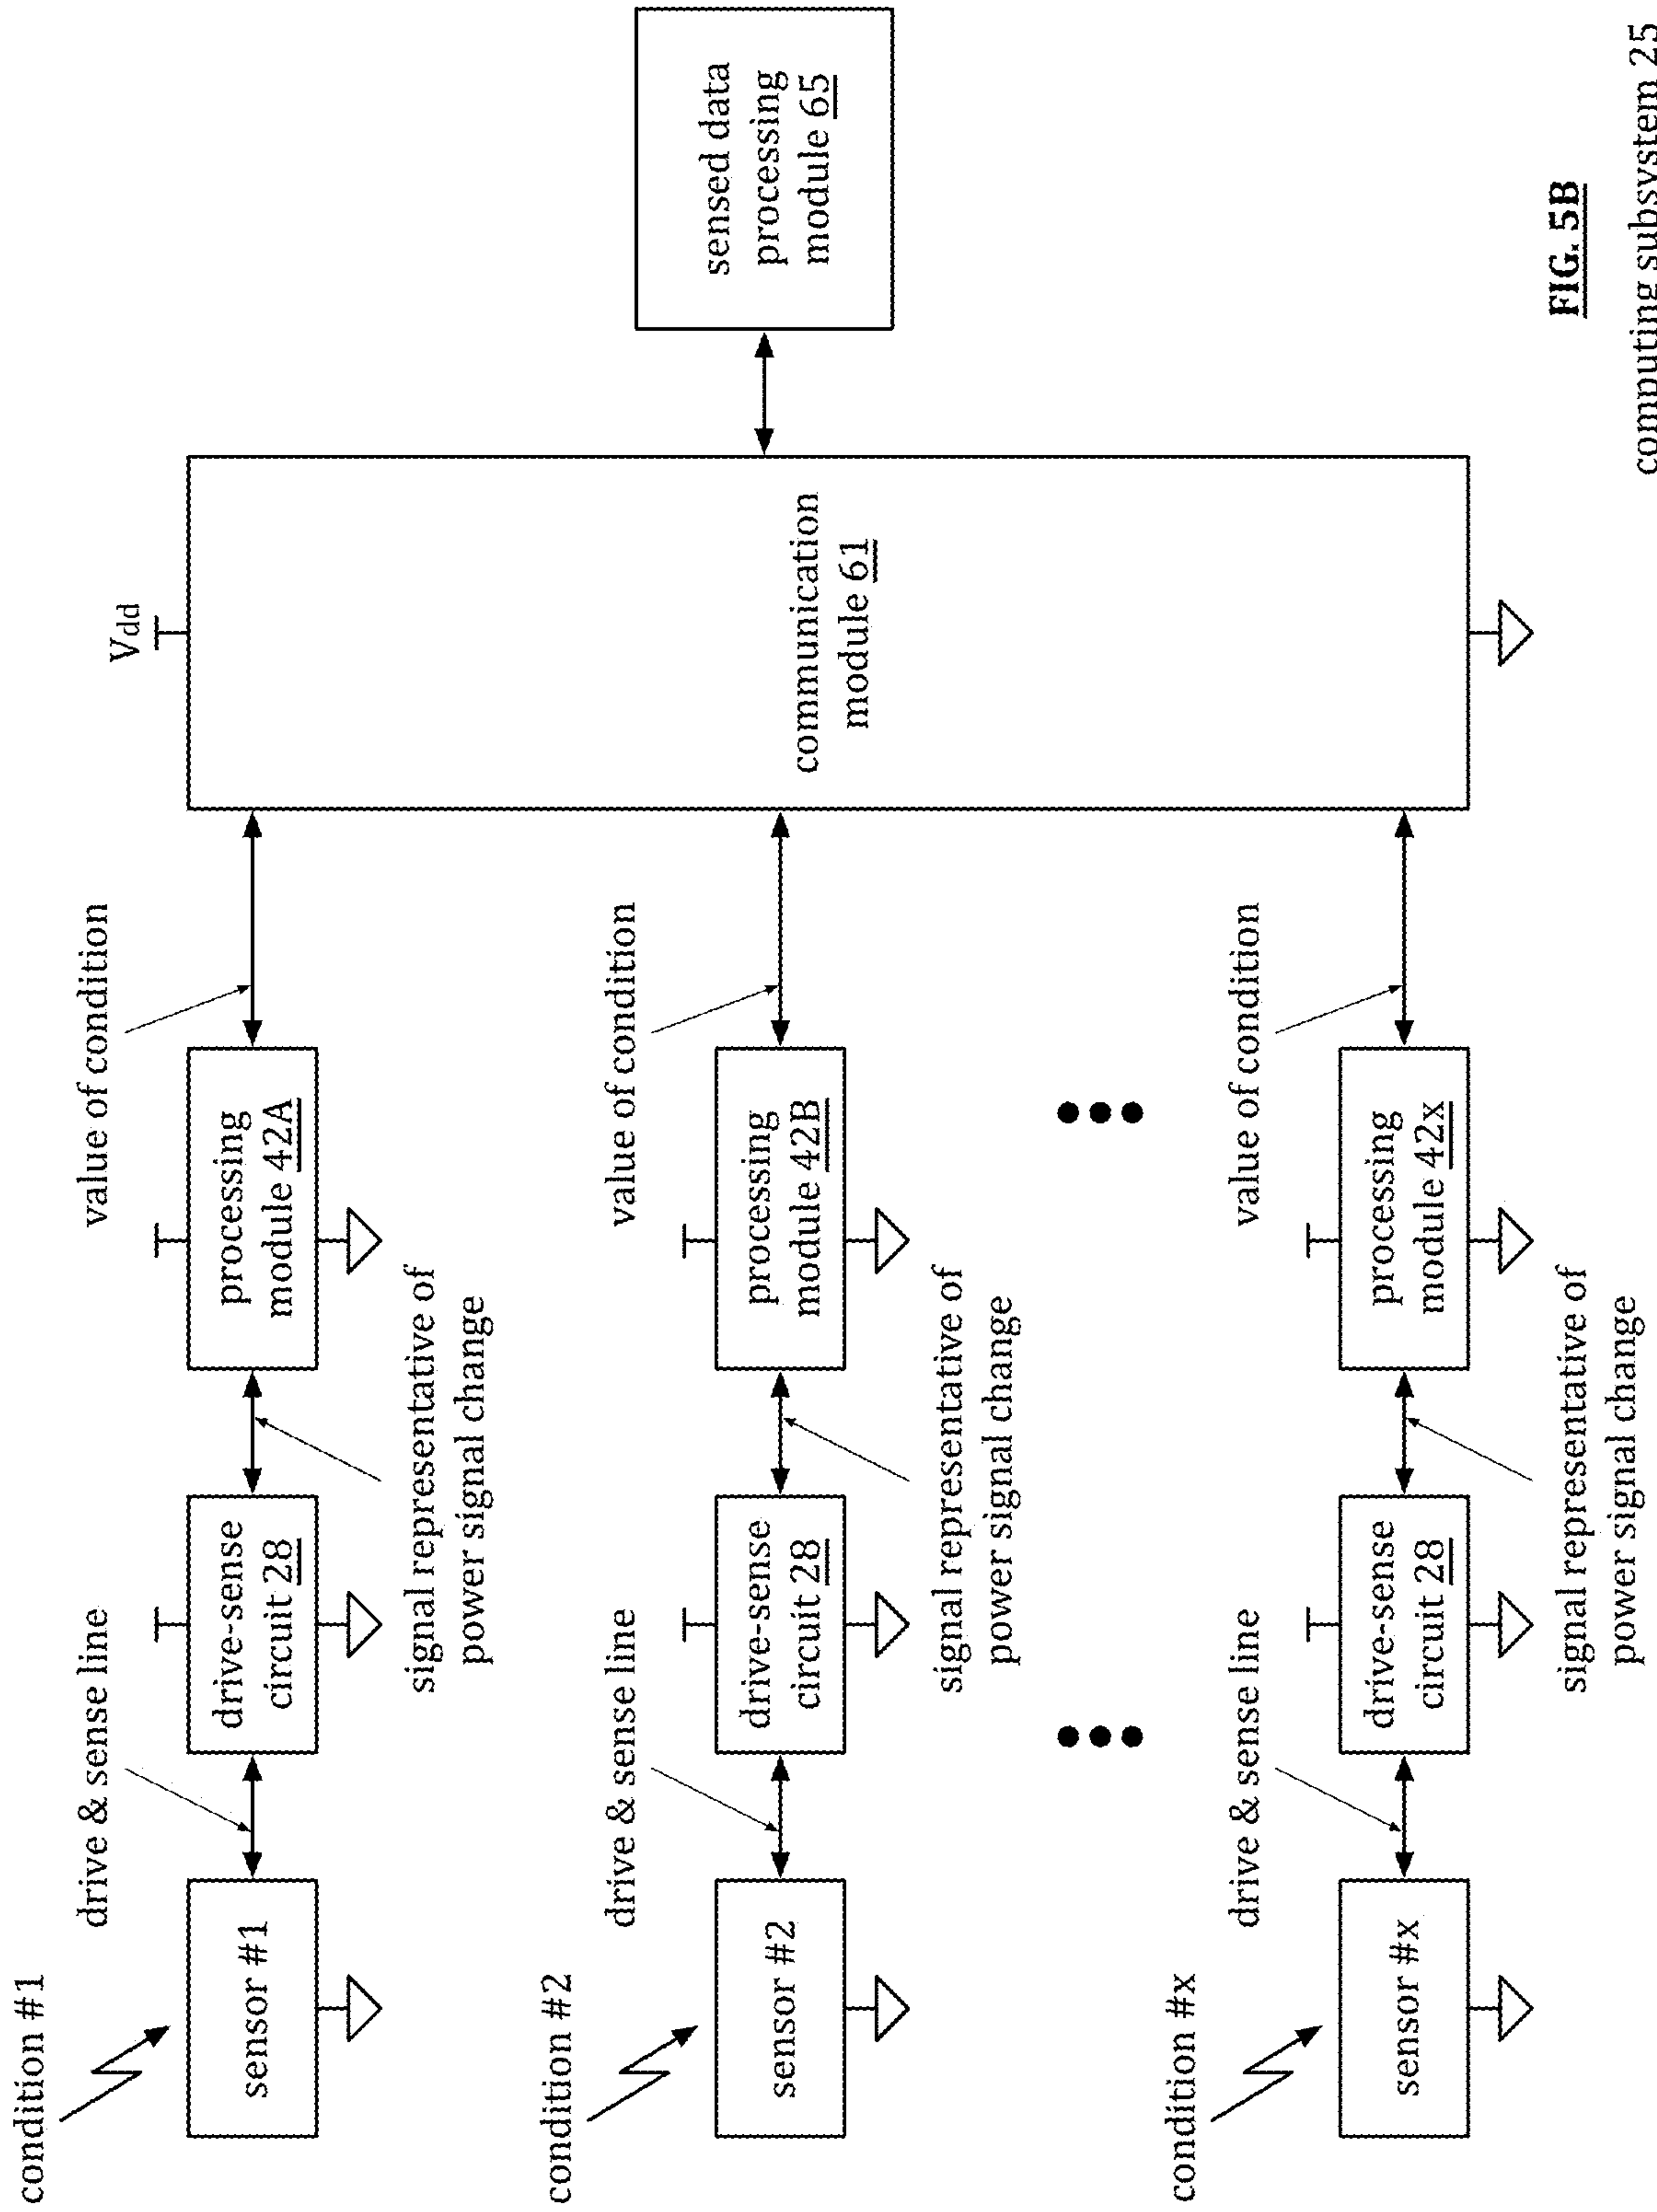 condition #1
drive & sense line
value of condition
Vdd
sensor #1
drive-sense
circuit 28
processing
module 42A
signal representative of
power signal change
condition #2
drive & sense line
value of condition
sensor #2
drive-sense
circuit 28
processing
module 42B
signal representative of
power signal change
communication
module 61
sensed data
processing
module 65
condition #x
drive & sense line
value of condition
sensor #x
drive-sense
circuit 28
processing
module 42x
signal representative of
power signal change
FIG. 5B
computing subsystem 25